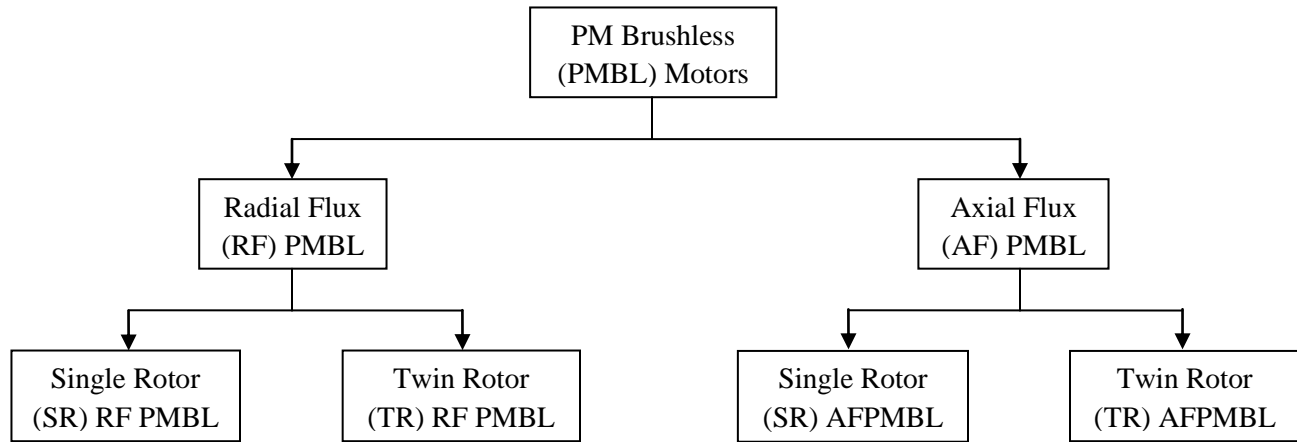 PM Brushless
(PMBL) Motors
Radial Flux
(RF) PMBL
Axial Flux
(AF) PMBL
Single Rotor
(SR) RF PMBL
Twin Rotor
(TR) RF PMBL
Single Rotor
(SR) AFPMBL
Twin Rotor
(TR) AFPMBL